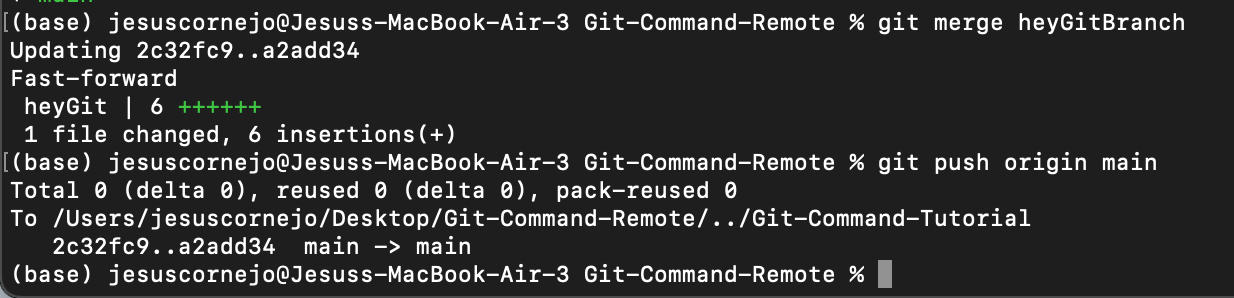 (base) jesuscornejo@Jesuss-MacBook-Air-3 Git-Command-Remote % git merge heyGitBranch
Updating 2c32fc9..a2add34
Fast-forward
 heyGit | 6 ++++++
 1 file changed, 6 insertions(+)
(base) jesuscornejo@Jesuss-MacBook-Air-3 Git-Command-Remote % git push origin main
Total 0 (delta 0), reused 0 (delta 0), pack-reused 0
To /Users/jesuscornejo/Desktop/Git-Command-Remote/../Git-Command-Tutorial
   2c32fc9..a2add34  main -> main
(base) jesuscornejo@Jesuss-MacBook-Air-3 Git-Command-Remote %